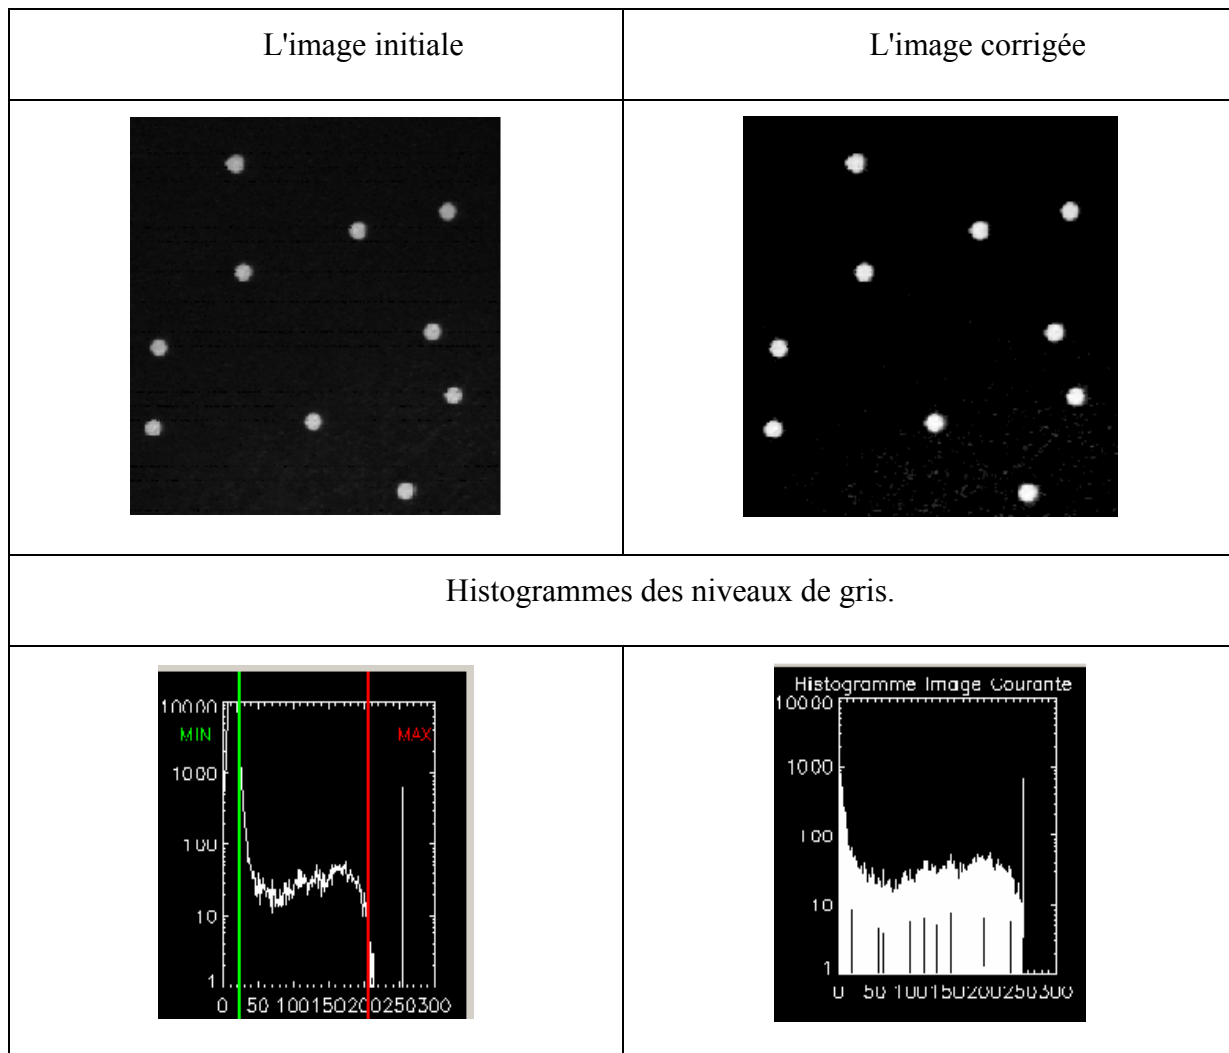 L'image initiale
L'image corrigée
Histogrammes des niveaux de gris.
10000
MIN
MAX
1000
100
10
1
0 50 100150200250300
Histogramme Image Courante
10000
1000
100
10
1
0 50 100150200250300